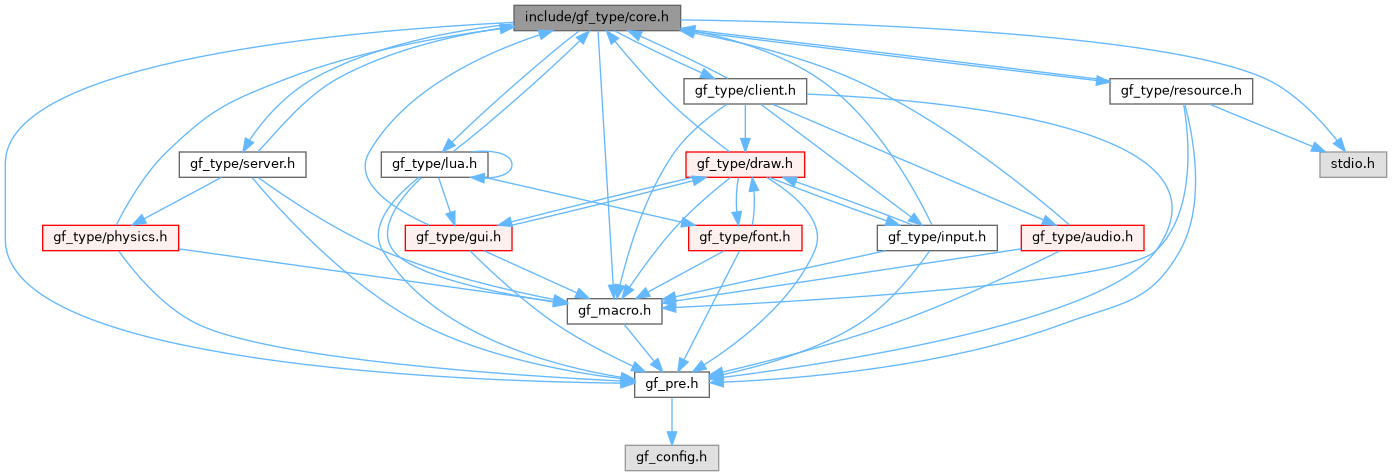 include/gf_type/core.h
gf_type/client.h
gf_type/resource.h
gf_type/server.h
gf_type/lua.h
gf_type/draw.h
stdio.h
gf_type/physics.h
gf_type/gui.h
gf_type/font.h
gf_type/input.h
gf_type/audio.h
gf_macro.h
gf_pre.h
gf_config.h